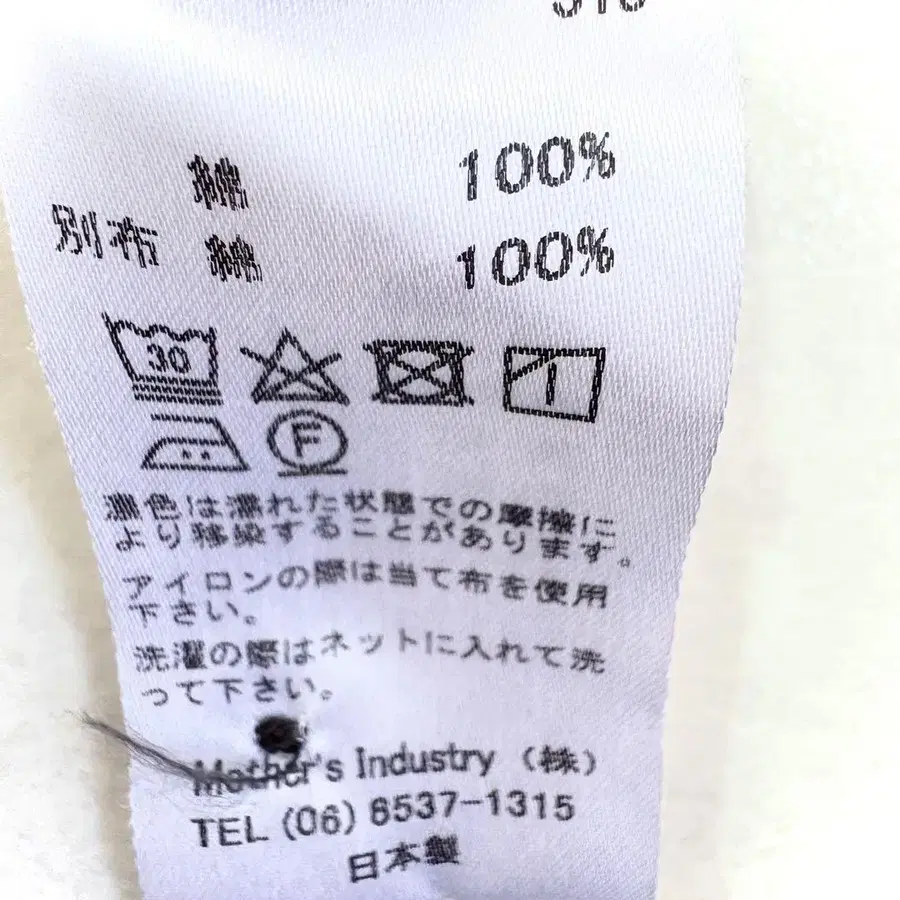 綿 100%
別布 綿 100%
30
F
濃色は濡れた状態での摩擦に
より移染することがあります。
アイロンの際は当て布を使用
下さい。
洗濯の際はネットに入れて洗
って下さい。
Mother's Industry (株)
TEL (06) 6537-1315
日本製